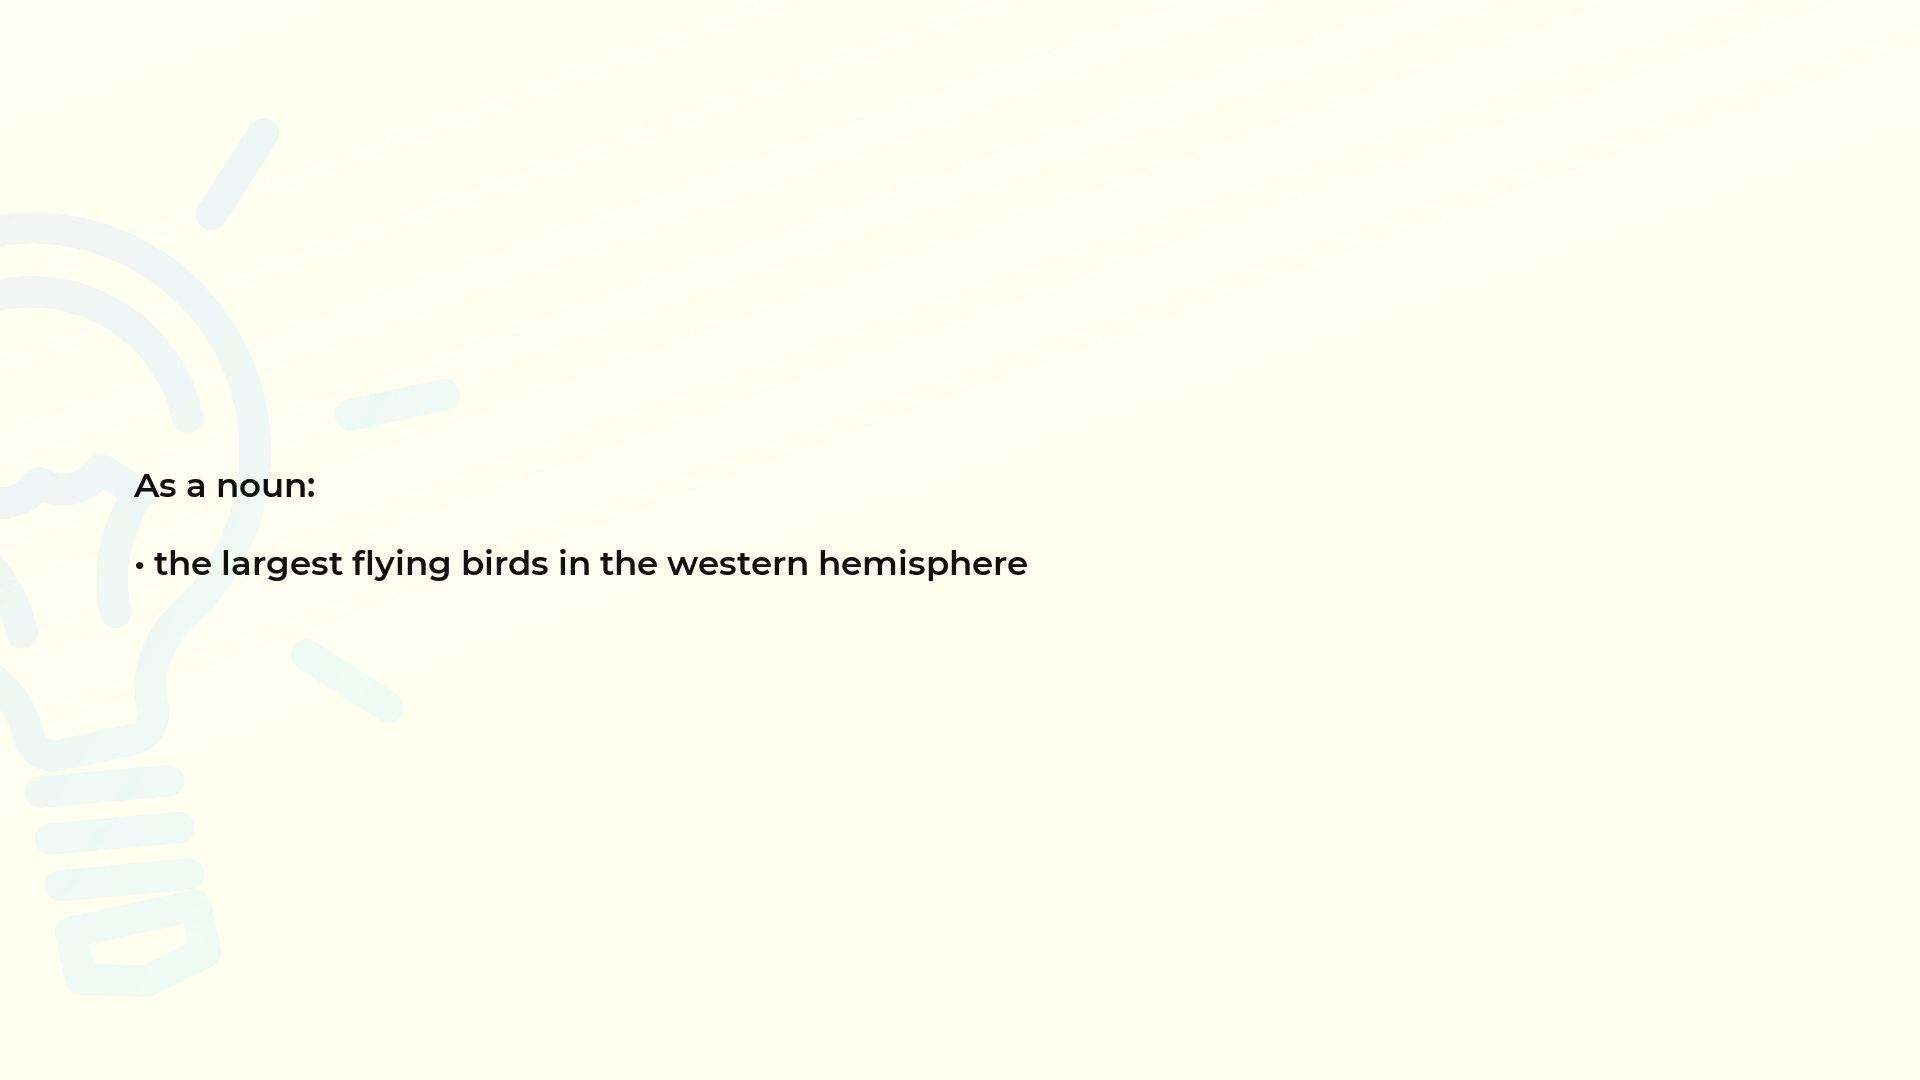 As a noun:
• the largest flying birds in the western hemisphere